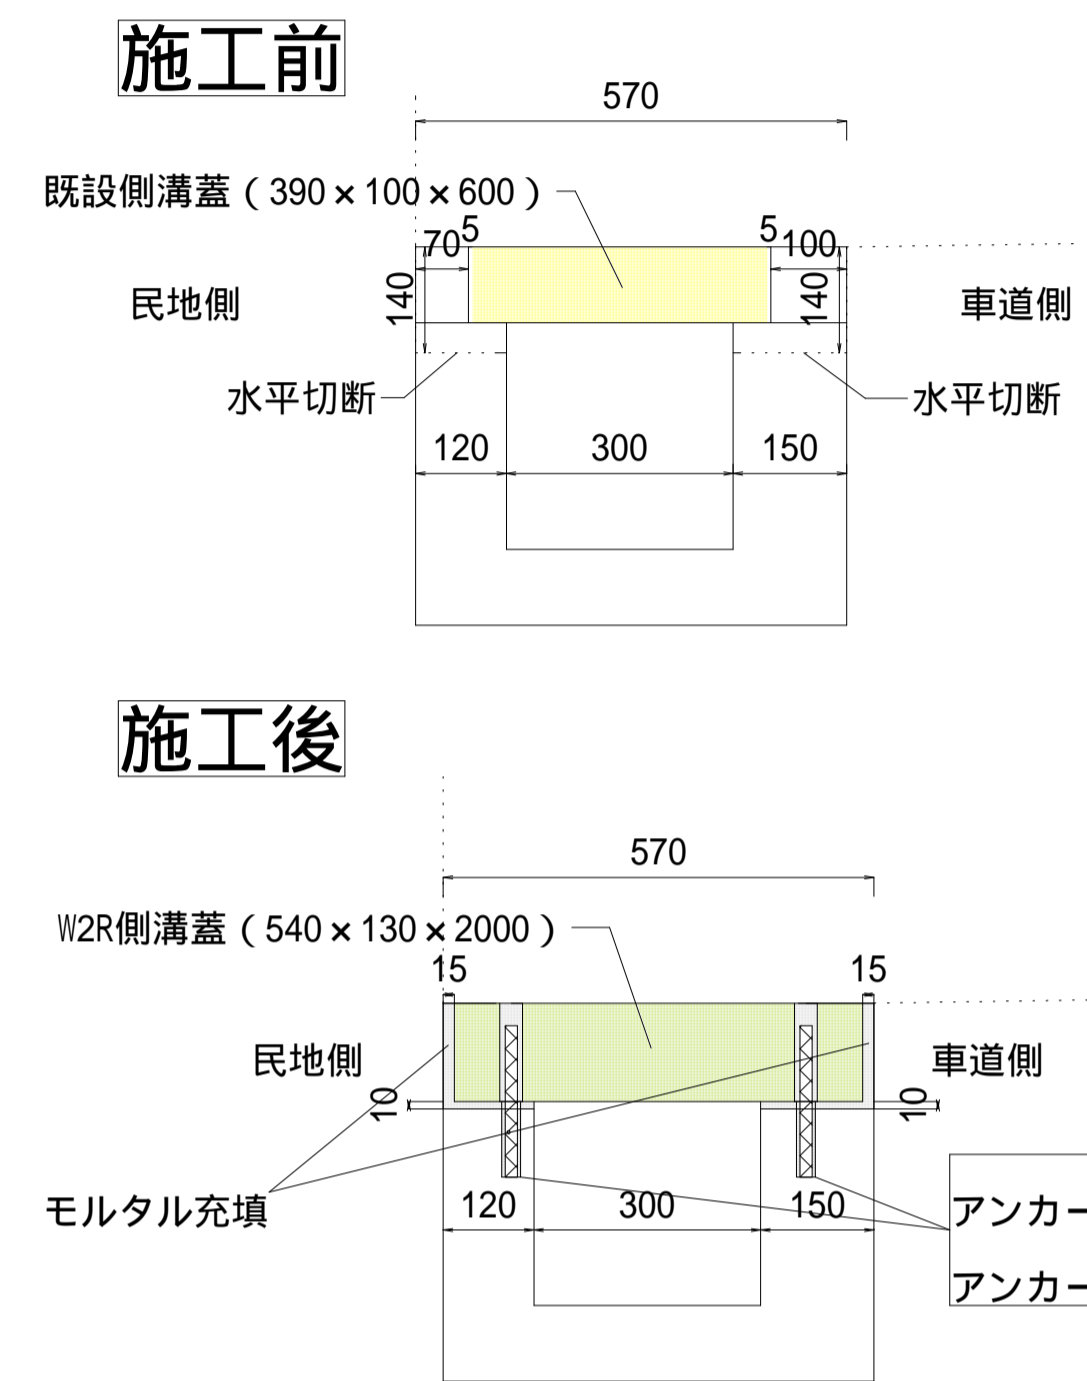 施工前
570
既設側溝蓋（390×100×600）
70 5 5 100
140 140
民地側 車道側
水平切断 水平切断
120 300 150
施工後
570
W2R側溝蓋（540×130×2000）
15 15
民地側 車道側
10 10
モルタル充填
120 300 150
アンカー
アンカー